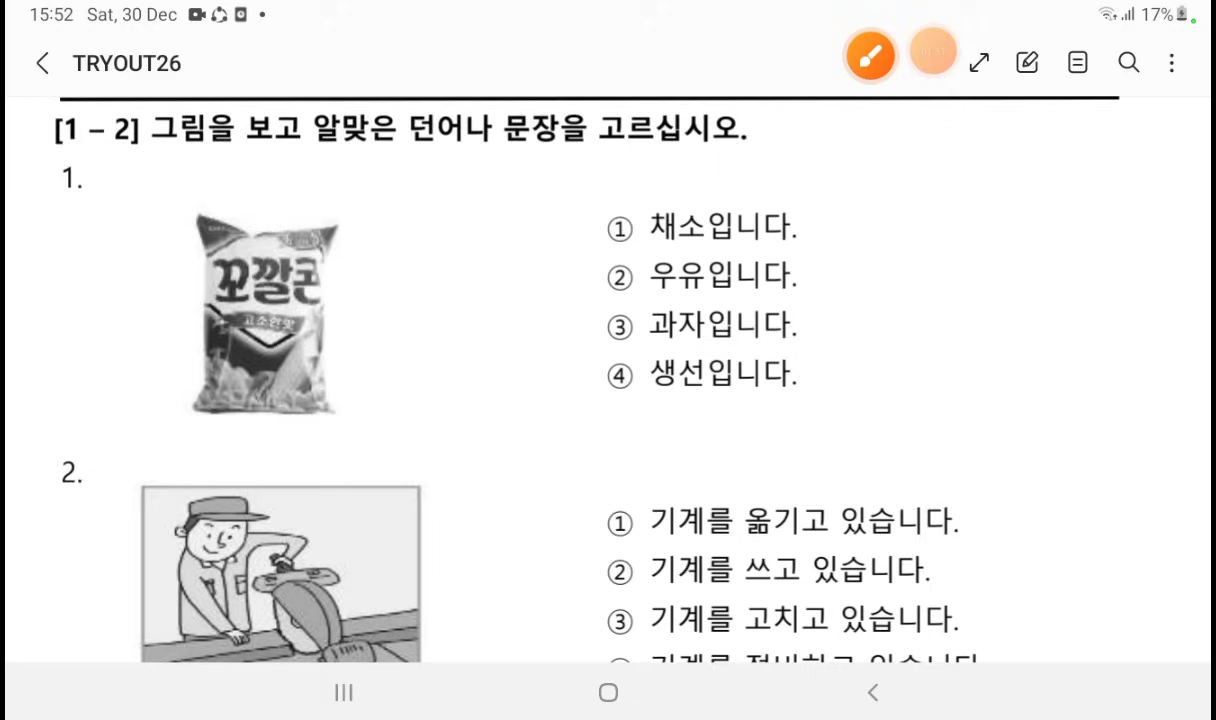 15:52 Sat, 30 Dec
17%
TRYOUT26
[1 – 2] 그림을 보고 알맞은 던어나 문장을 고르십시오.
1.
꼬깔콘
고소한맛
① 채소입니다.
② 우유입니다.
③ 과자입니다.
④ 생선입니다.
2.
① 기계를 옮기고 있습니다.
② 기계를 쓰고 있습니다.
③ 기계를 고치고 있습니다.